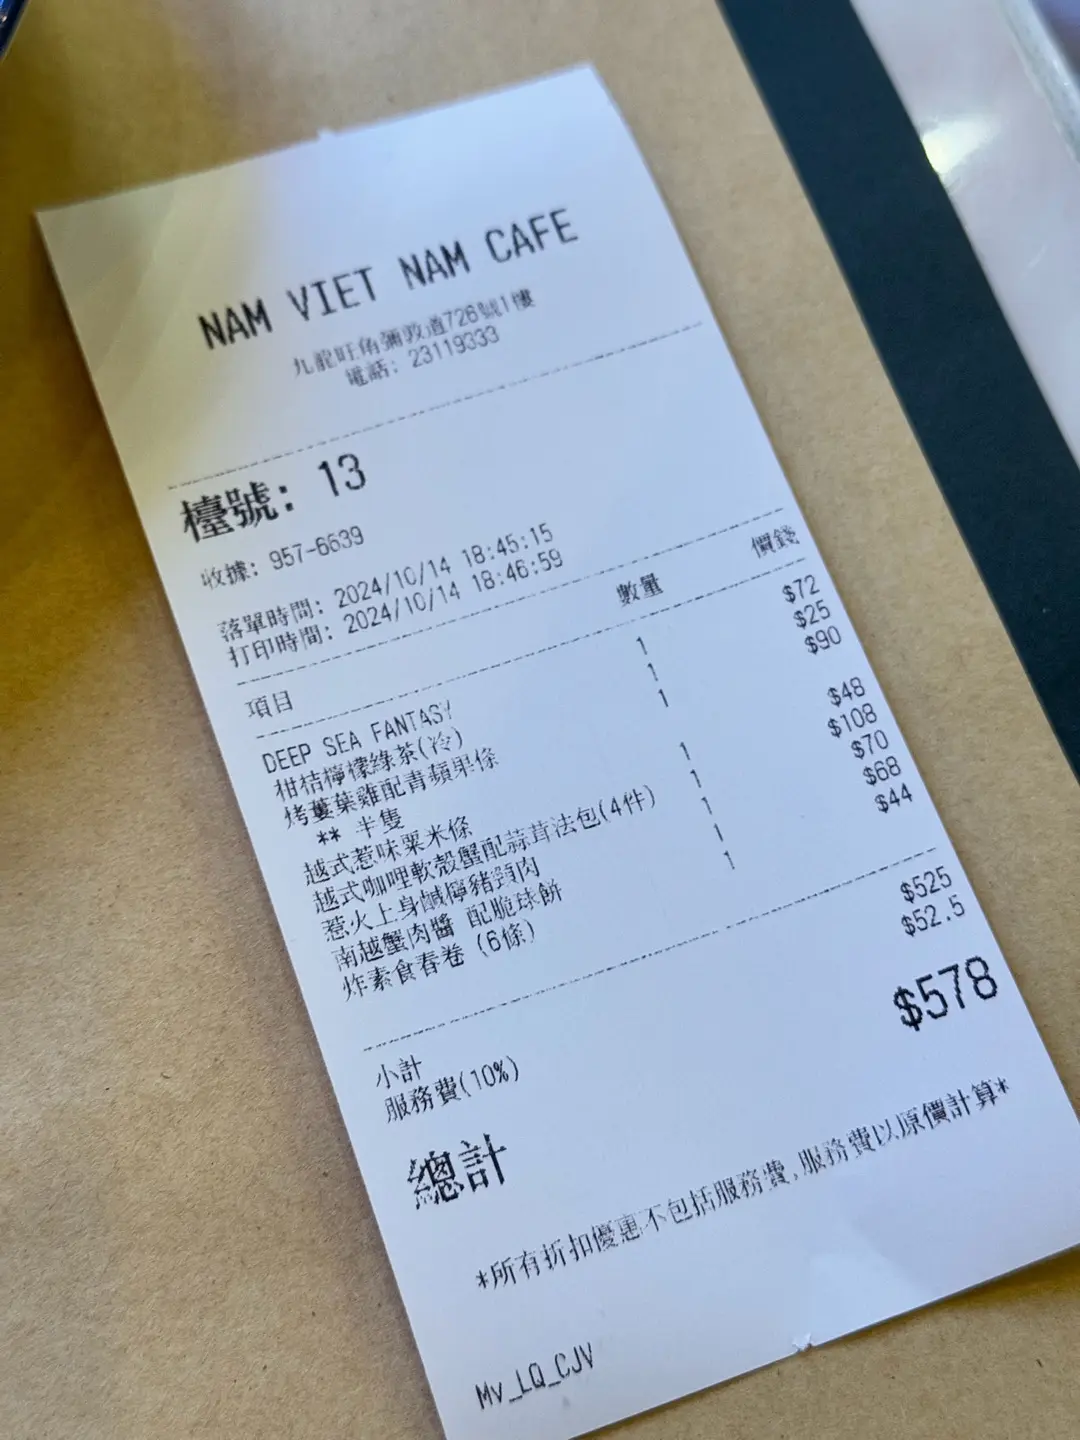 NAM VIET NAM CAFE
九龍旺角彌敦道726號1樓
電話: 23119333
檯號: 13
收據: 957-6639
落單時間: 2024/10/14 18:45:15
打印時間: 2024/10/14 18:46:59
項目 數量 價錢
DEEP SEA FANTASY 1 $72
柑桔檸檬綠茶(冷) 1 $25
烤蔞葉雞配青蘋果條 1 $90
** 半隻
越式惹味粟米條 1 $48
越式咖哩軟殼蟹配蒜茸法包(4件) 1 $108
惹火上身鹹檸豬頸肉 1 $70
南越蟹肉醬 配脆球餅 1 $68
炸素食春卷 (6條) 1 $44
小計 $525
服務費(10%) $52.5
總計 $578
*所有折扣優惠不包括服務費,服務費以原價計算*
Mv_LQ_CJV